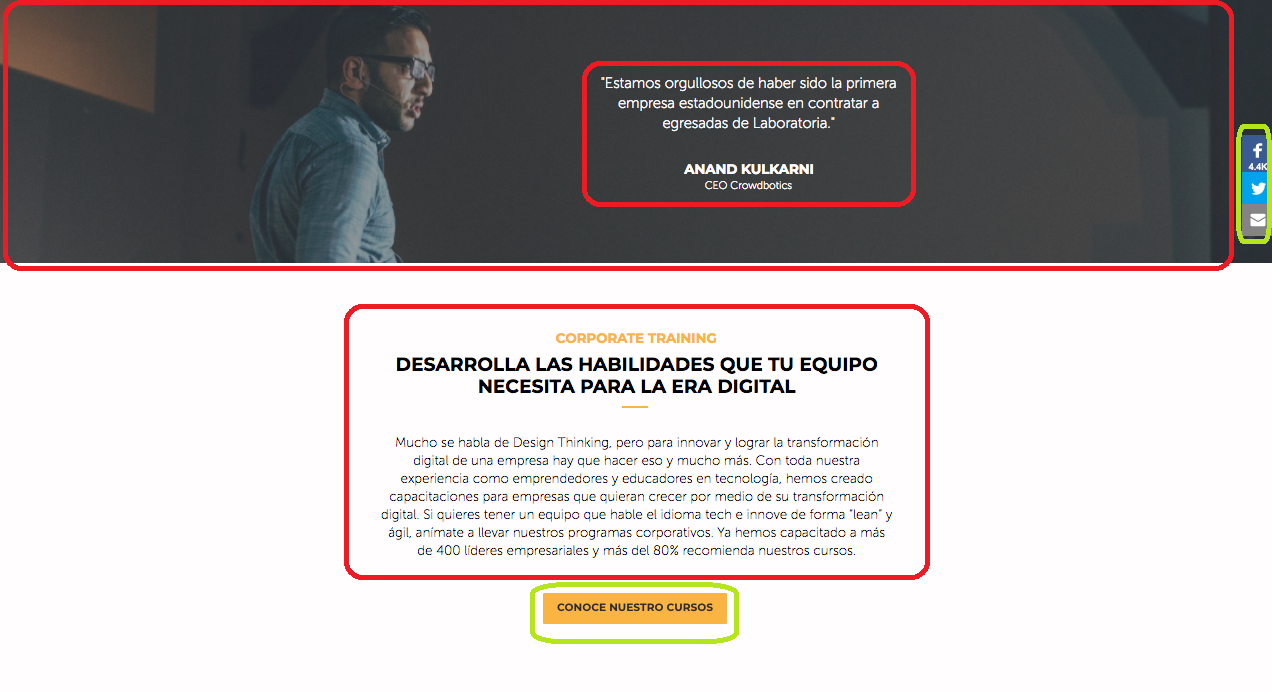 "Estamos orgullosos de haber sido la primera
empresa estadounidense en contratar a
egresadas de Laboratoria."
ANAND KULKARNI
CEO Crowdbotics
4.4K
CORPORATE TRAINING
DESARROLLA LAS HABILIDADES QUE TU EQUIPO
NECESITA PARA LA ERA DIGITAL
Mucho se habla de Design Thinking, pero para innovar y lograr la transformación
digital de una empresa hay que hacer eso y mucho más. Con toda nuestra
experiencia como emprendedores y educadores en tecnología, hemos creado
capacitaciones para empresas que quieran crecer por medio de su transformación
digital. Si quieres tener un equipo que hable el idioma tech e innove de forma "lean" y
ágil, anímate a llevar nuestros programas corporativos. Ya hemos capacitado a más
de 400 líderes empresariales y más del 80% recomienda nuestros cursos.
CONOCE NUESTRO CURSOS